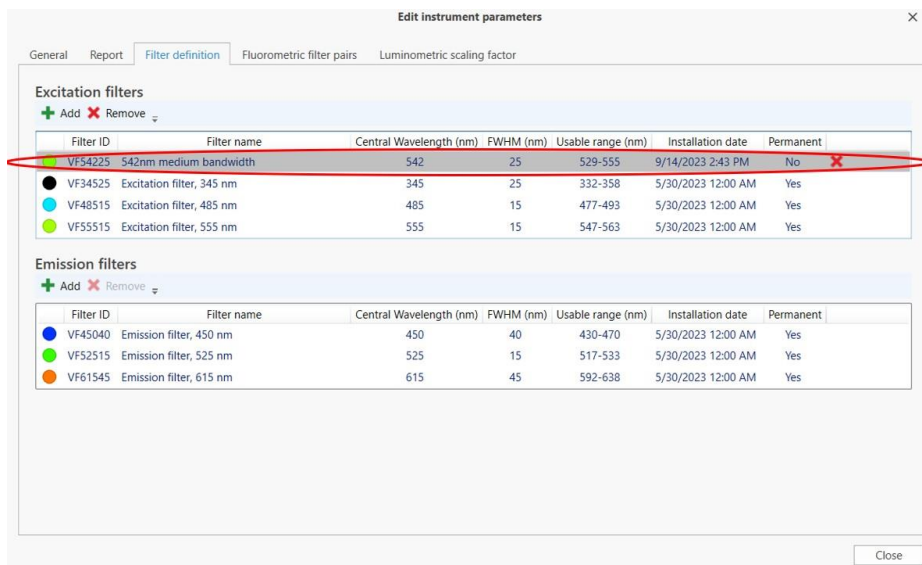 Edit instrument parameters
General Report Filter definition Fluorometric filter pairs Luminometric scaling factor
Excitation filters
Add Remove
Filter ID Filter name Central Wavelength (nm) FWHM (nm) Usable range (nm) Installation date Permanent
VF54225 542nm medium bandwidth 542 25 529-555 9/14/2023 2:43 PM No
VF34525 Excitation filter, 345 nm 345 25 332-358 5/30/2023 12:00 AM Yes
VF48515 Excitation filter, 485 nm 485 15 477-493 5/30/2023 12:00 AM Yes
VF55515 Excitation filter, 555 nm 555 15 547-563 5/30/2023 12:00 AM Yes
Emission filters
Add Remove
Filter ID Filter name Central Wavelength (nm) FWHM (nm) Usable range (nm) Installation date Permanent
VF45040 Emission filter, 450 nm 450 40 430-470 5/30/2023 12:00 AM Yes
VF52515 Emission filter, 525 nm 525 15 517-533 5/30/2023 12:00 AM Yes
VF61545 Emission filter, 615 nm 615 45 592-638 5/30/2023 12:00 AM Yes
Close